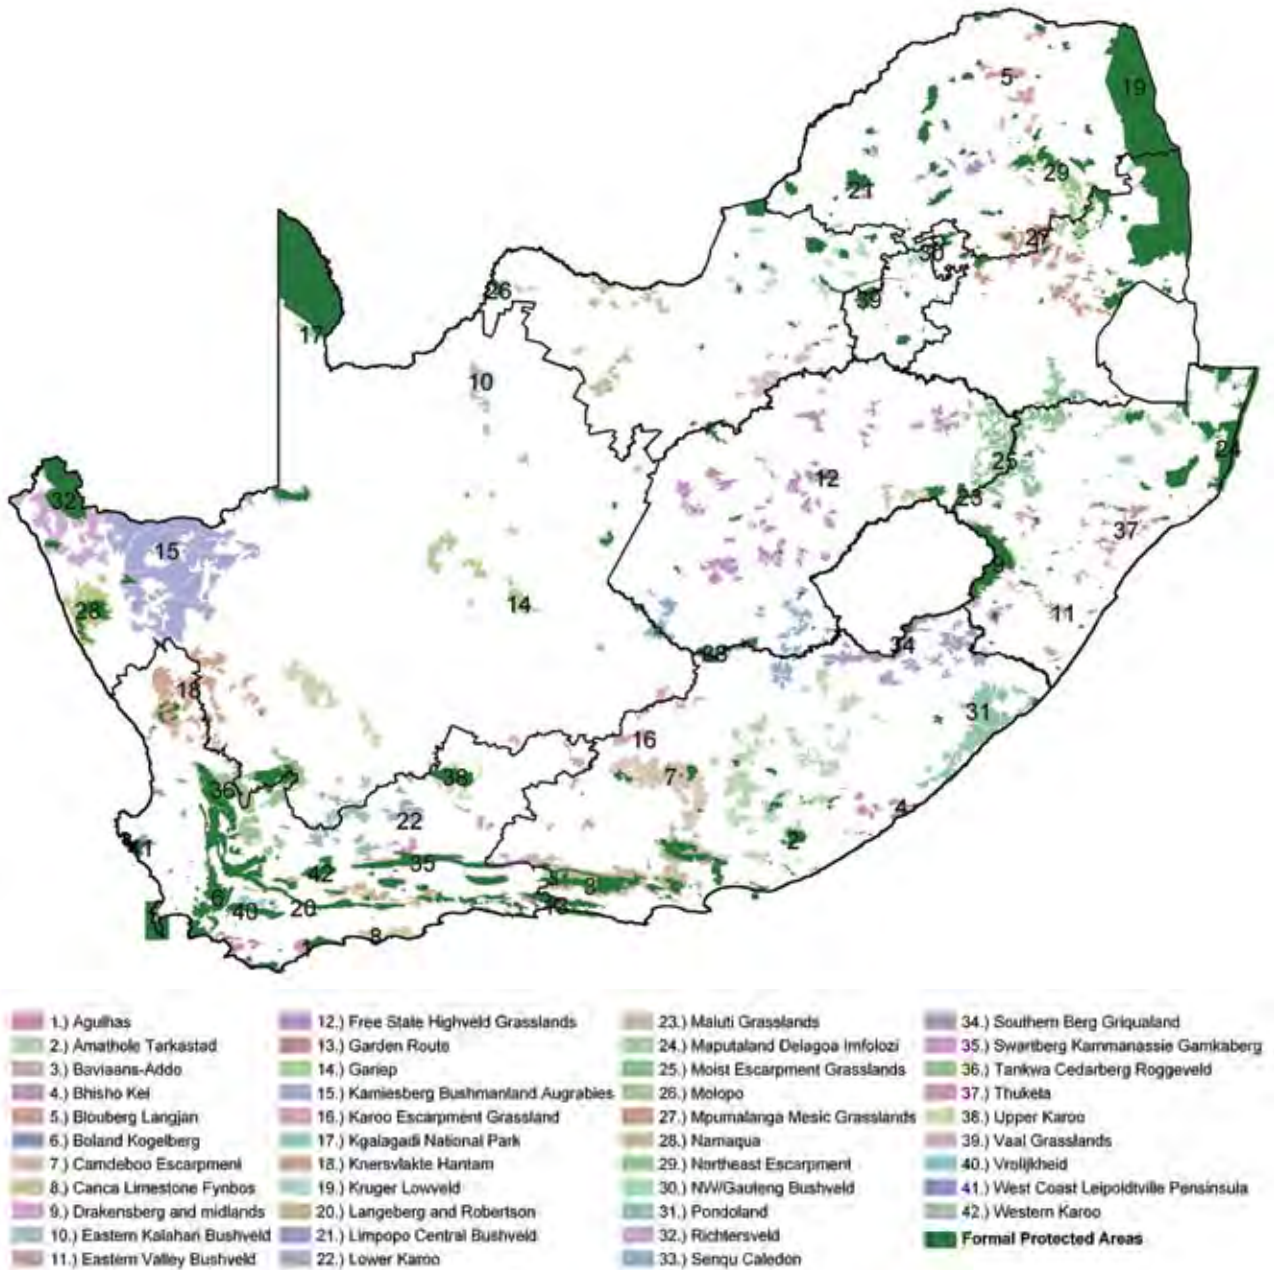 5
19
29
21
27
30
39
26
17
10
24
25
12
23
32
37
15
9
14
28
11
34
33
18
31
16
7
38
36
22
4
2
41
35
42
3
6
40
20
13
8
1
1.) Agulhas
2.) Amathole Tarkastad
3.) Baviaans-Addo
4.) Bhisho Kei
5.) Blouberg Langjan
6.) Boland Kogelberg
7.) Camdeboo Escarpment
8.) Canca Limestone Fynbos
9.) Drakensberg and midlands
10.) Eastern Kalahari Bushveld
11.) Eastern Valley Bushveld
12.) Free State Highveld Grasslands
13.) Garden Route
14.) Gariep
15.) Kamiesberg Bushmanland Augrabies
16.) Karoo Escarpment Grassland
17.) Kgalagadi National Park
18.) Knersvlakte Hantam
19.) Kruger Lowveld
20.) Langeberg and Robertson
21.) Limpopo Central Bushveld
22.) Lower Karoo
23.) Maluti Grasslands
24.) Maputaland Delagoa Imfolozi
25.) Moist Escarpment Grasslands
26.) Molopo
27.) Mpumalanga Mesic Grasslands
28.) Namaqua
29.) Northeast Escarpment
30.) NW/Gauteng Bushveld
31.) Pondoland
32.) Richtersveld
33.) Senqu Caledon
34.) Southern Berg Griqualand
35.) Swartberg Kammanassie Gamkaberg
36.) Tankwa Cedarberg Roggeveld
37.) Thukela
38.) Upper Karoo
39.) Vaal Grasslands
40.) Vrolijkheid
41.) West Coast Leipoldtville Pensinsula
42.) Western Karoo
Formal Protected Areas